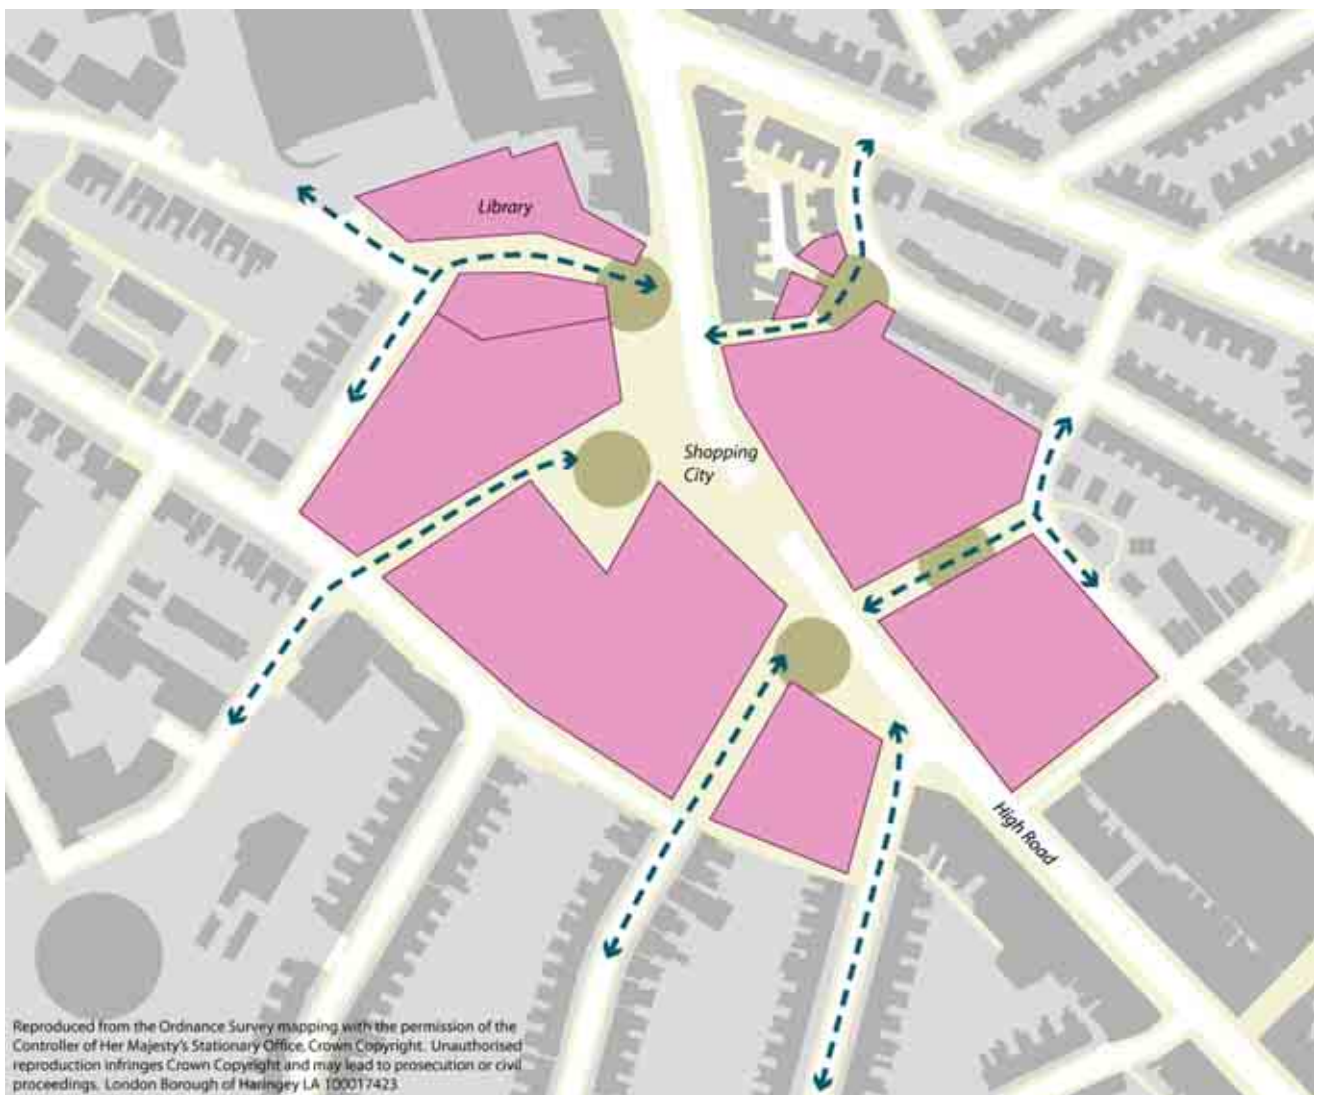 Library
Shopping
City
High Road
Reproduced from the Ordnance Survey mapping with the permission of the
Controller of Her Majesty's Stationary Office, Crown Copyright. Unauthorised
reproduction infringes Crown Copyright and may lead to prosecution or civil
proceedings. London Borough of Haringey LA 100017423